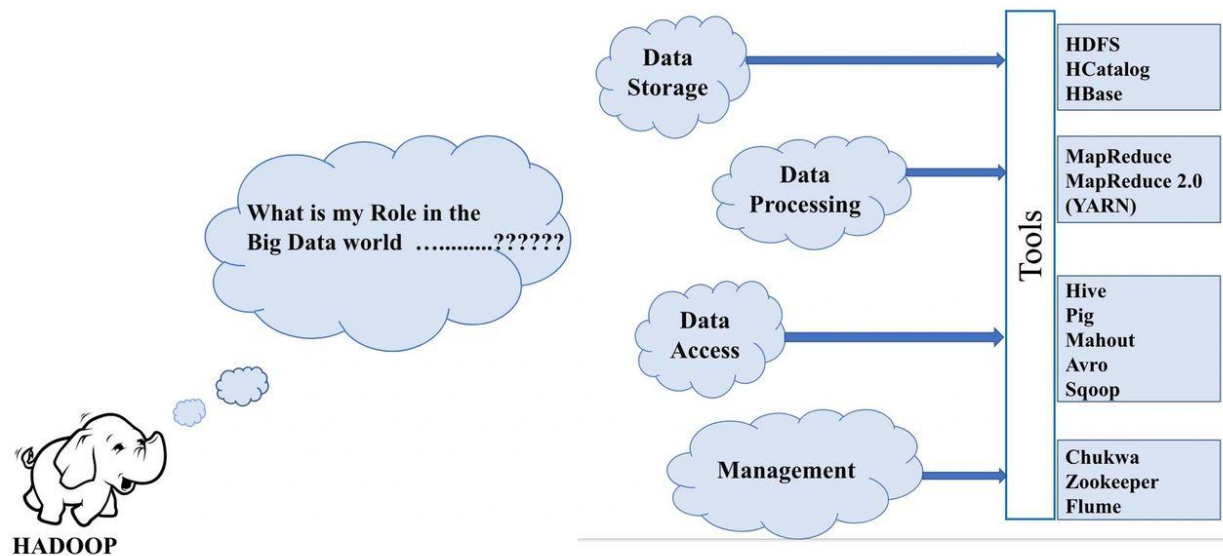 What is my Role in the
Big Data world ….........??????
HADOOP
Data
Storage
Data
Processing
Data
Access
Management
Tools
HDFS
HCatalog
HBase
MapReduce
MapReduce 2.0
(YARN)
Hive
Pig
Mahout
Avro
Sqoop
Chukwa
Zookeeper
Flume